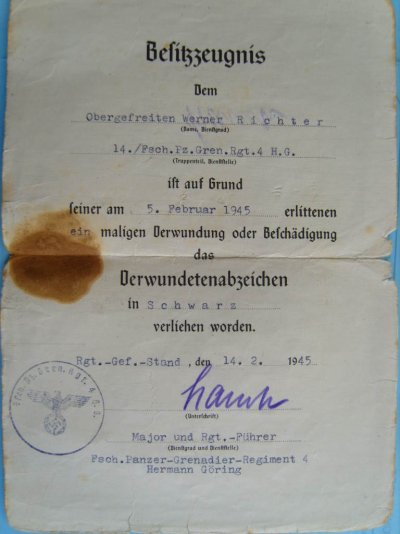 Besitzzeugnis
Dem
Obergefreiten Werner Richter
(Name, Dienstgrad)
14./Fsch.Pz.Gren.Rgt.4 H.G.
(Truppenteil, Dienststelle)
ist auf Grund
seiner am 5. Februar 1945 erlittenen
ein maligen Verwundung oder Beschädigung
das
Verwundetenabzeichen
in Schwarz
verliehen worden.
Rgt.-Gef.-Stand, den 14. 2. 1945
(Unterschrift)
Major und Rgt.-Führer
(Dienstgrad und Dienststelle)
Fsch.Panzer-Grenadier-Regiment 4
Hermann Göring